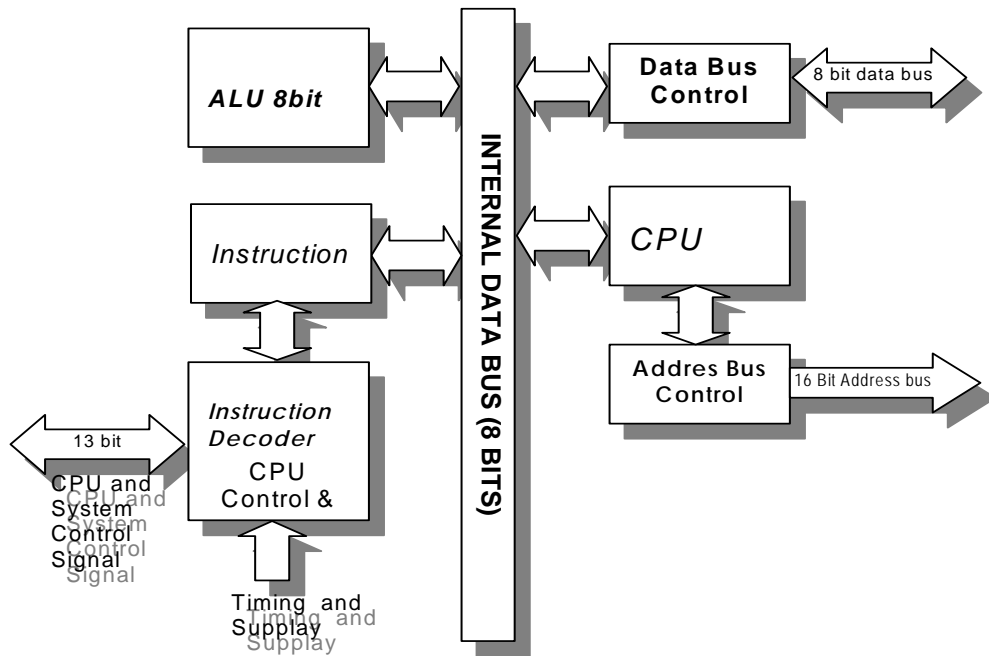 ALU 8bit
Data Bus
Control
8 bit data bus
INTERNAL DATA BUS (8 BITS)
Instruction
CPU
Addres Bus
Control
16 Bit Address bus
Instruction
Decoder
CPU
Control &
13 bit
CPU and
System
Control
Signal
Timing and
Supplay